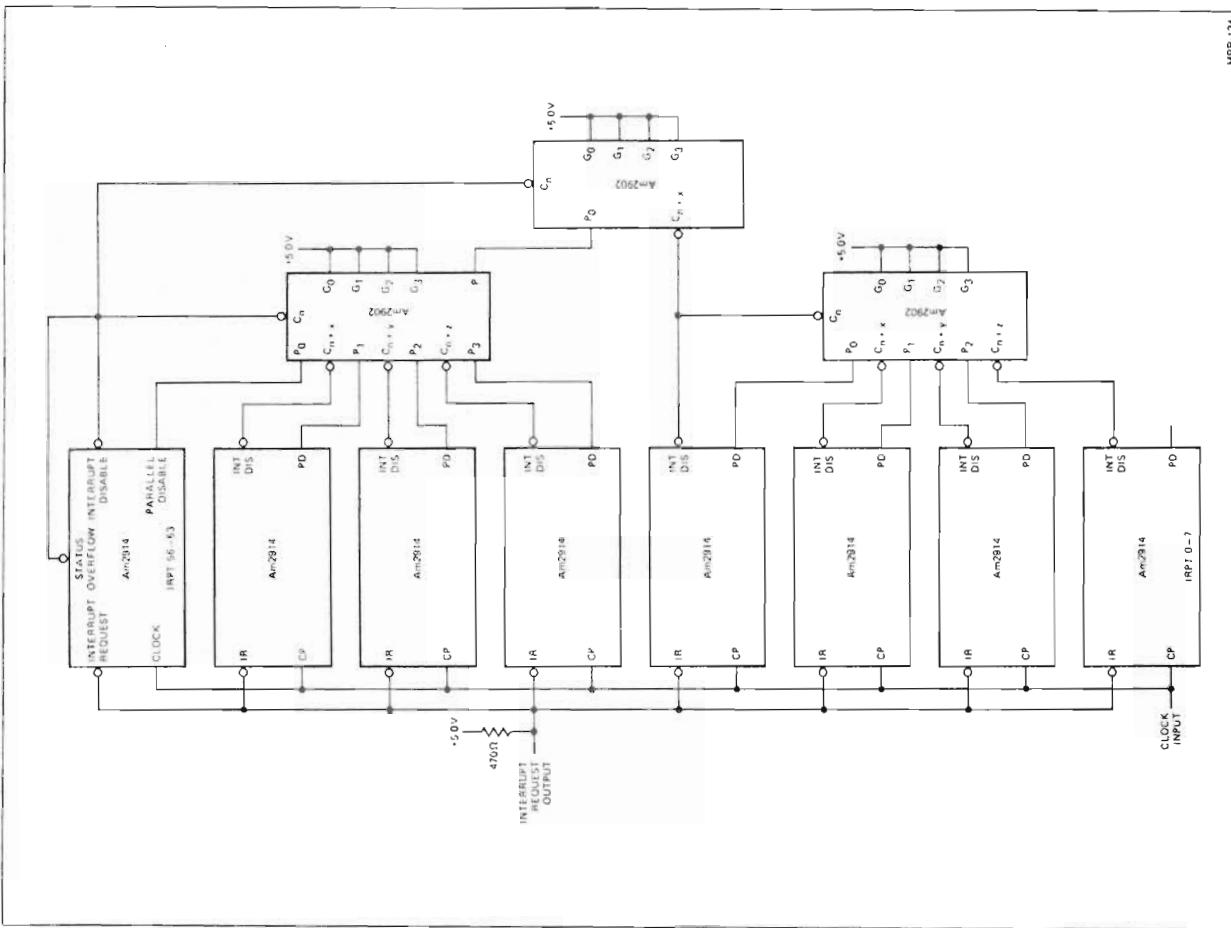 MPR-134
+5.0V
G0
G1
G2
G3
Cn
Am2902
P0
Cn+x
+5.0V
G0
G1
G2
G3
P
Cn
Am2902
P0
Cn+x
P1
Cn+y
P2
Cn+z
P3
+5.0V
G0
G1
G2
G3
Cn
Am2902
P0
Cn+x
P1
Cn+y
P2
Cn+z
STATUS
INTERRUPT OVERFLOW INTERRUPT
REQUEST
DISABLE
Am2914
PARALLEL
DISABLE
IRPT 56-63
CLOCK
INT
DIS
Am2914
PD
IR
CP
INT
DIS
Am2914
PD
IR
CP
INT
DIS
Am2914
PD
IR
CP
INT
DIS
Am2914
PD
IR
CP
INT
DIS
Am2914
PD
IR
CP
INT
DIS
Am2914
PD
IR
CP
INT
DIS
Am2914
PD
IRPT 0-7
IR
CP
+5.0V
470Ω
INTERRUPT
REQUEST
OUTPUT
CLOCK
INPUT